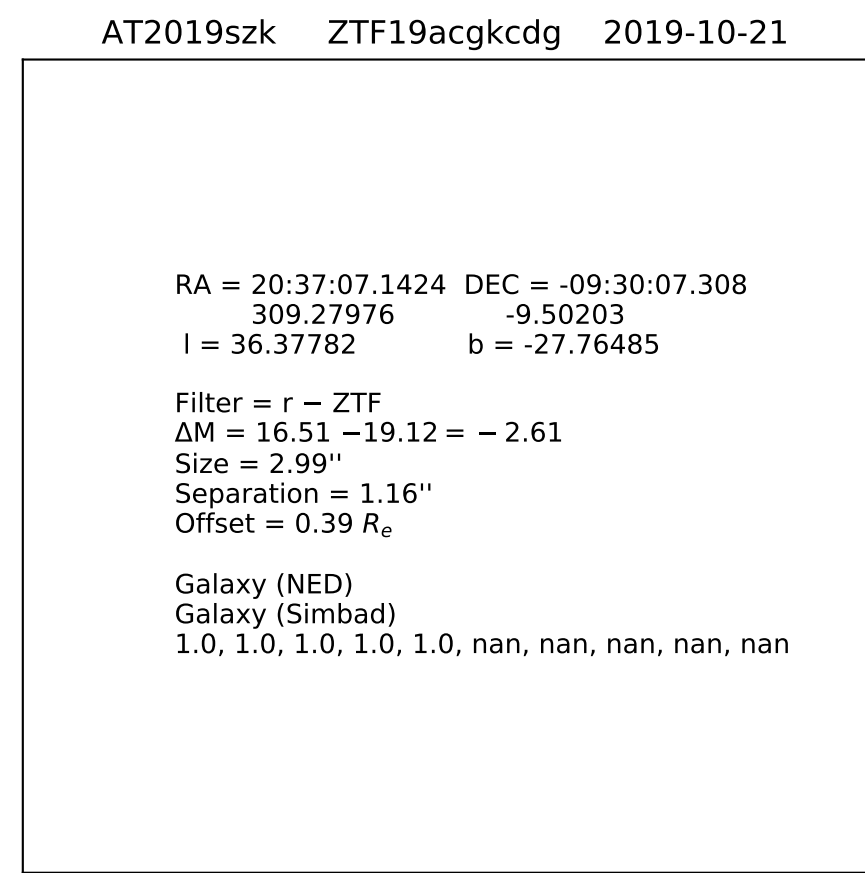 AT2019szk ZTF19acgkcdg 2019-10-21
RA = 20:37:07.1424 DEC = -09:30:07.308
309.27976 -9.50203
l = 36.37782 b = -27.76485
Filter = r − ZTF
ΔM = 16.51 −19.12 = − 2.61
Size = 2.99''
Separation = 1.16''
Offset = 0.39 Re
Galaxy (NED)
Galaxy (Simbad)
1.0, 1.0, 1.0, 1.0, 1.0, nan, nan, nan, nan, nan